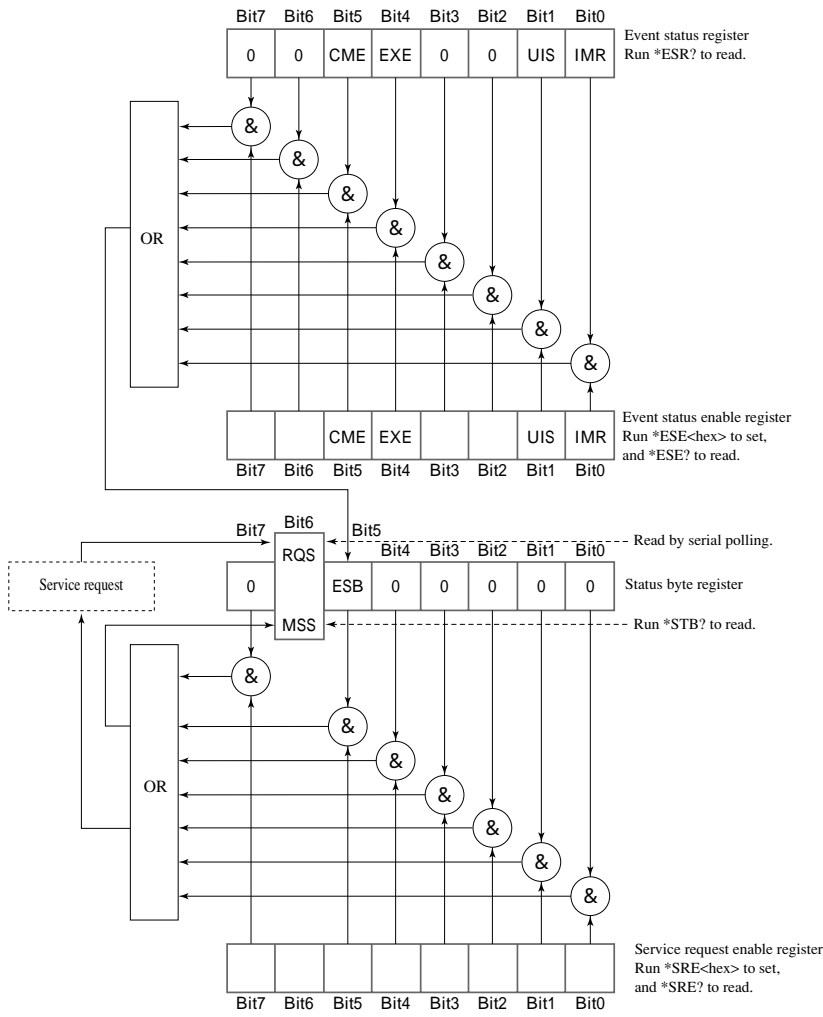 Bit7 Bit6 Bit5 Bit4 Bit3 Bit2 Bit1 Bit0
0 0 CME EXE 0 0 UIS IMR
Event status register
Run *ESR? to read.
&
&
&
&
&
&
&
&
OR
CME EXE UIS IMR
Bit7 Bit6 Bit5 Bit4 Bit3 Bit2 Bit1 Bit0
Event status enable register
Run *ESE<hex> to set,
and *ESE? to read.
Bit7 Bit6 Bit5 Bit4 Bit3 Bit2 Bit1 Bit0
RQS
Read by serial polling.
Service request
0 ESB 0 0 0 0 0
Status byte register
MSS
Run *STB? to read.
&
&
&
&
&
&
&
OR
Service request enable register
Run *SRE<hex> to set,
and *SRE? to read.
Bit7 Bit6 Bit5 Bit4 Bit3 Bit2 Bit1 Bit0